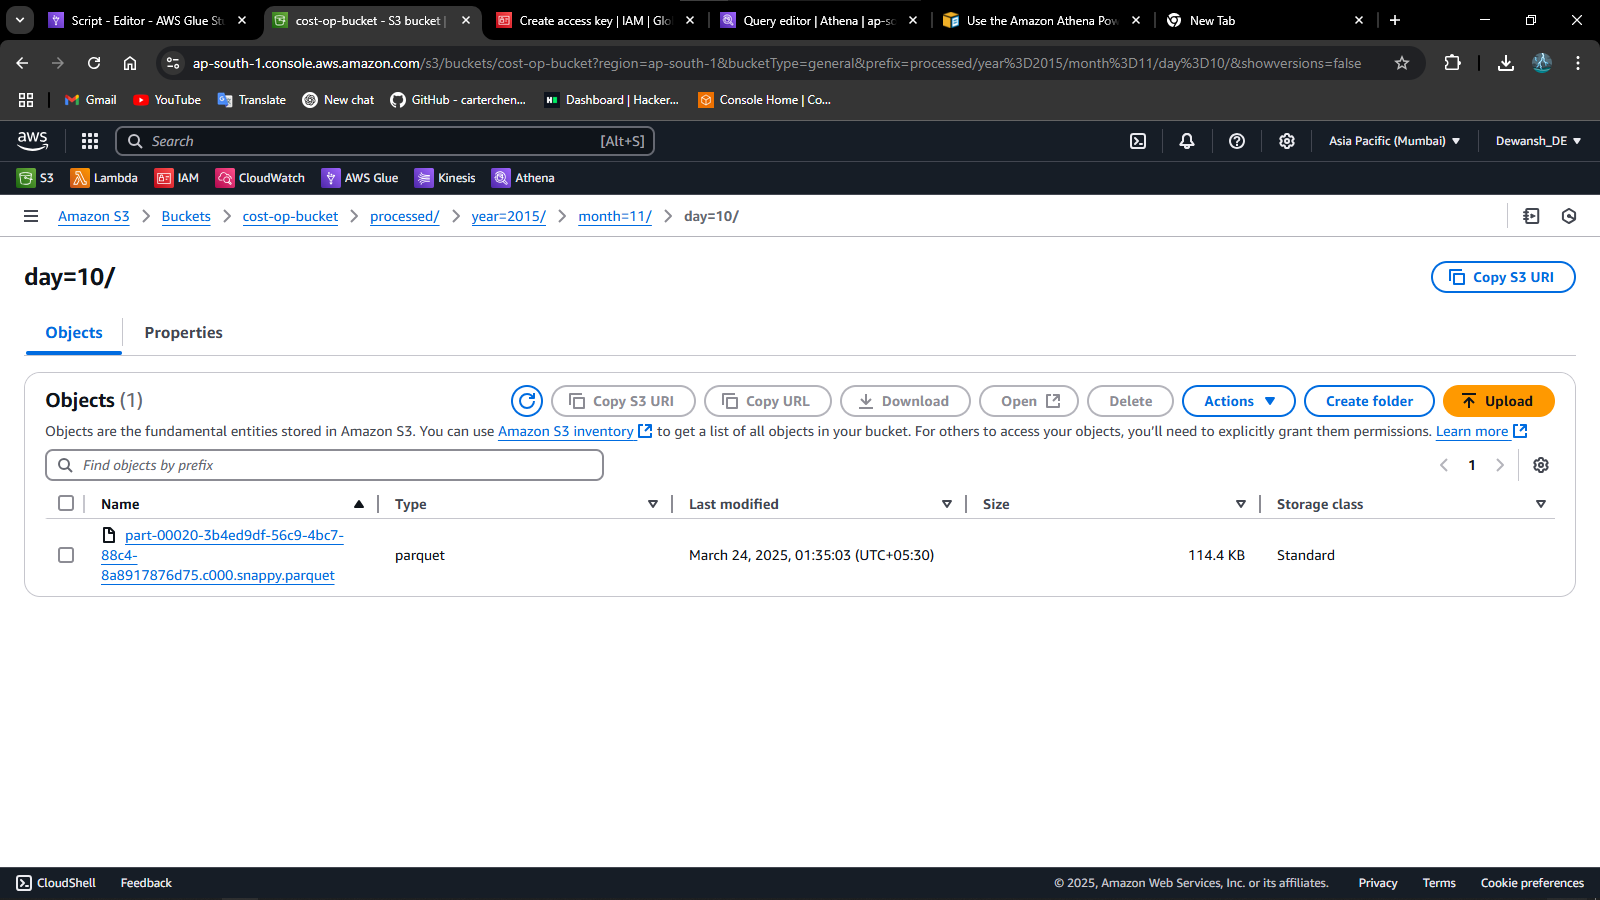 Script - Editor - AWS Glue Stu
cost-op-bucket - S3 bucket |
Create access key | IAM | Glo
Query editor | Athena | ap-so
Use the Amazon Athena Pow
New Tab
ap-south-1.console.aws.amazon.com/s3/buckets/cost-op-bucket?region=ap-south-1&bucketType=general&prefix=processed/year%3D2015/month%3D11/day%3D10/&showversions=false
Gmail
YouTube
Translate
New chat
GitHub - carterchen...
Dashboard | Hacker...
Console Home | Co...
aws
Search
[Alt+S]
Asia Pacific (Mumbai)
Dewansh_DE
S3
Lambda
IAM
CloudWatch
AWS Glue
Kinesis
Athena
Amazon S3
Buckets
cost-op-bucket
processed/
year=2015/
month=11/
day=10/
day=10/
Copy S3 URI
Objects
Properties
Objects (1)
Copy S3 URI
Copy URL
Download
Open
Delete
Actions
Create folder
Upload
Objects are the fundamental entities stored in Amazon S3. You can use Amazon S3 inventory to get a list of all objects in your bucket. For others to access your objects, you'll need to explicitly grant them permissions. Learn more
Find objects by prefix
1
Name
Type
Last modified
Size
Storage class
part-00020-3b4ed9df-56c9-4bc7-
88c4-
8a8917876d75.c000.snappy.parquet
parquet
March 24, 2025, 01:35:03 (UTC+05:30)
114.4 KB
Standard
CloudShell
Feedback
© 2025, Amazon Web Services, Inc. or its affiliates.
Privacy
Terms
Cookie preferences